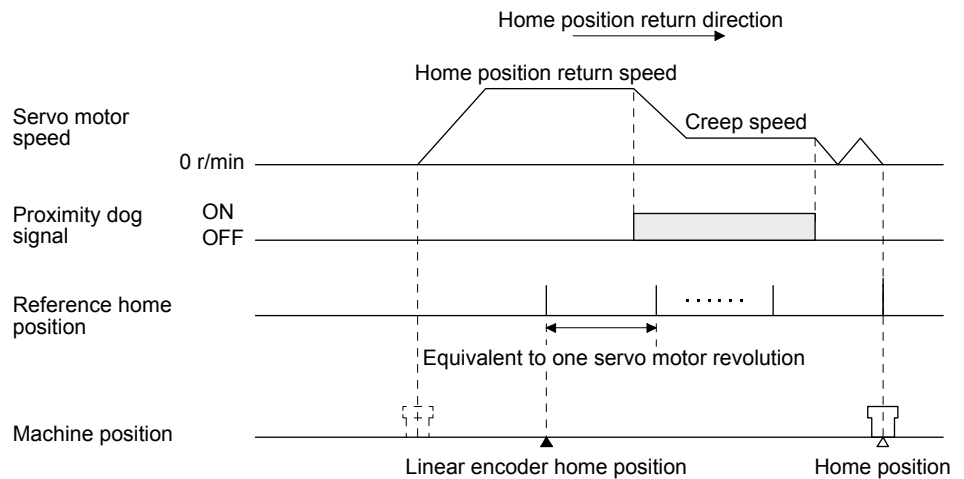 Home position return direction
Home position return speed
Servo motor
speed
Creep speed
0 r/min
Proximity dog
signal
ON
OFF
Reference home
position
Equivalent to one servo motor revolution
Machine position
Linear encoder home position
Home position